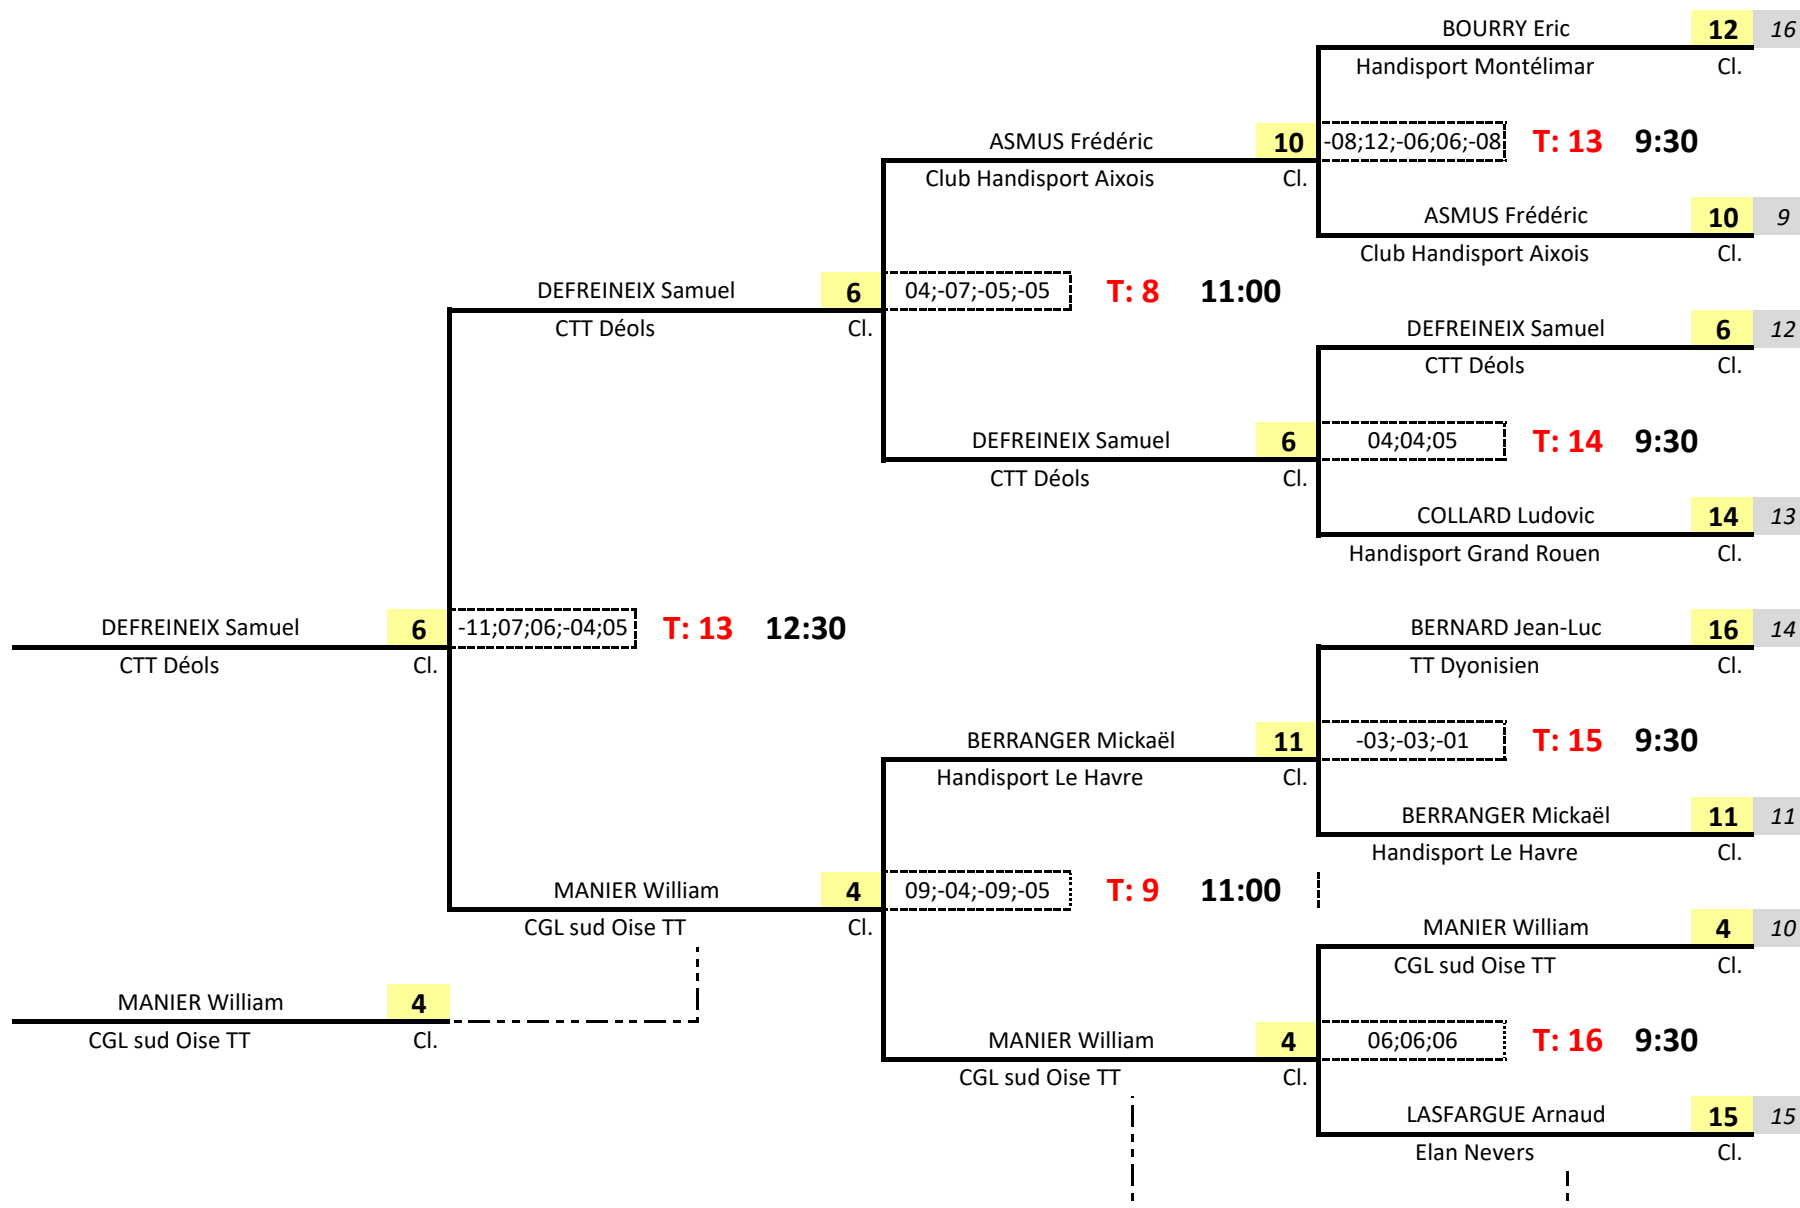 BOURRY Eric 12 16
Handisport Montélimar Cl.
ASMUS Frédéric 10 -08;12;-06;06;-08 T: 13 9:30
Club Handisport Aixois Cl.
ASMUS Frédéric 10 9
Club Handisport Aixois Cl.
DEFREINEIX Samuel 6 04;-07;-05;-05 T: 8 11:00
CTT Déols Cl.
DEFREINEIX Samuel 6 12
CTT Déols Cl.
DEFREINEIX Samuel 6 04;04;05 T: 14 9:30
CTT Déols Cl.
COLLARD Ludovic 14 13
Handisport Grand Rouen Cl.
DEFREINEIX Samuel 6 -11;07;06;-04;05 T: 13 12:30
CTT Déols Cl.
BERNARD Jean-Luc 16 14
TT Dyonisien Cl.
BERRANGER Mickaël 11 -03;-03;-01 T: 15 9:30
Handisport Le Havre Cl.
BERRANGER Mickaël 11 11
Handisport Le Havre Cl.
MANIER William 4 09;-04;-09;-05 T: 9 11:00
CGL sud Oise TT Cl.
MANIER William 4 10
CGL sud Oise TT Cl.
MANIER William 4
CGL sud Oise TT Cl.
MANIER William 4 06;06;06 T: 16 9:30
CGL sud Oise TT Cl.
LASFARGUE Arnaud 15 15
Elan Nevers Cl.